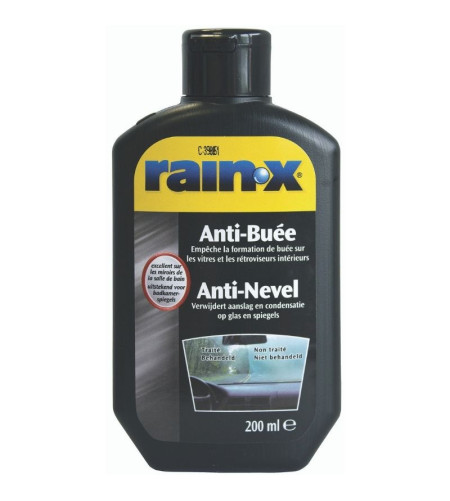 rain·x®
Anti-Buée
Empêche la formation de buée sur
les vitres et les rétroviseurs intérieurs
excellent sur
les miroirs de
la salle de bain
uitstekend voor
badkamer-
spiegels
Anti-Nevel
Verwijdert aanslag en condensatie
op glas en spiegels
Traité
Behandeld
Non traité
Niet behandeld
200 ml e